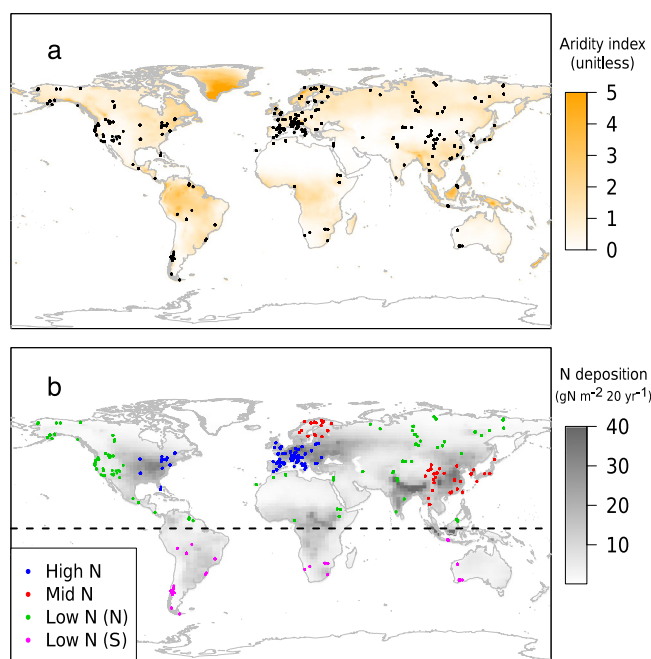 a
Aridity index
(unitless)
5
4
3
2
1
0
b
N deposition
(gN m⁻² 20 yr⁻¹)
40
30
20
10
High N
Mid N
Low N (N)
Low N (S)